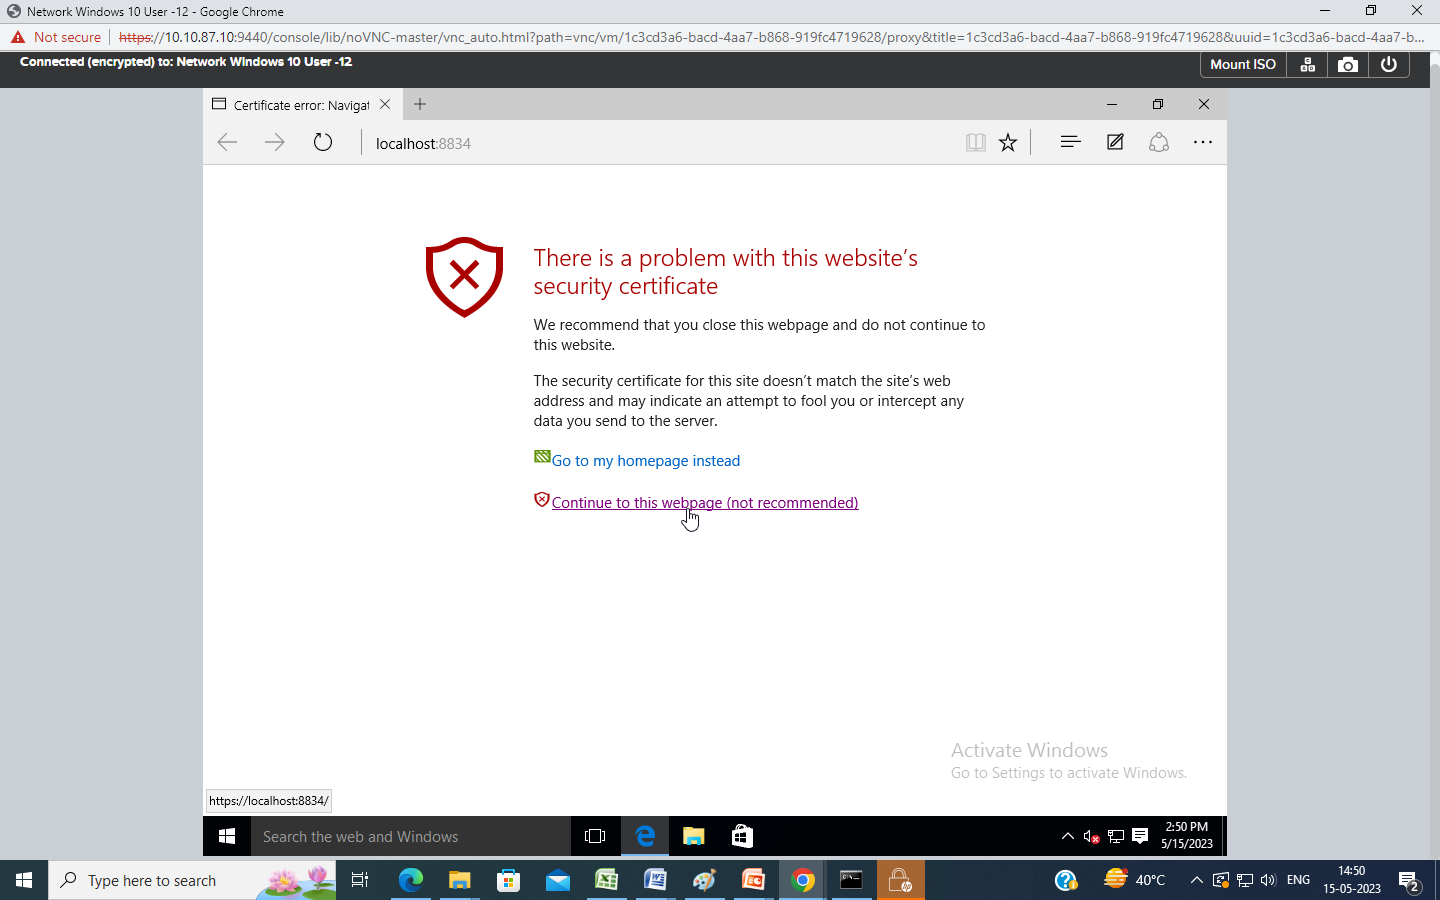 Network Windows 10 User -12 - Google Chrome
Not secure
https://10.10.87.10:9440/console/lib/noVNC-master/vnc_auto.html?path=vnc/vm/1c3cd3a6-bacd-4aa7-b868-919fc4719628/proxy&title=1c3cd3a6-bacd-4aa7-b868-919fc4719628&uuid=1c3cd3a6-bacd-4aa7-b...
Connected (encrypted) to: Network Windows 10 User -12
Mount ISO
Certificate error: Navigat
localhost:8834
There is a problem with this website's
security certificate
We recommend that you close this webpage and do not continue to
this website.
The security certificate for this site doesn't match the site's web
address and may indicate an attempt to fool you or intercept any
data you send to the server.
Go to my homepage instead
Continue to this webpage (not recommended)
Activate Windows
Go to Settings to activate Windows.
https://localhost:8834/
Search the web and Windows
2:50 PM
5/15/2023
Type here to search
40°C
ENG
14:50
15-05-2023
2